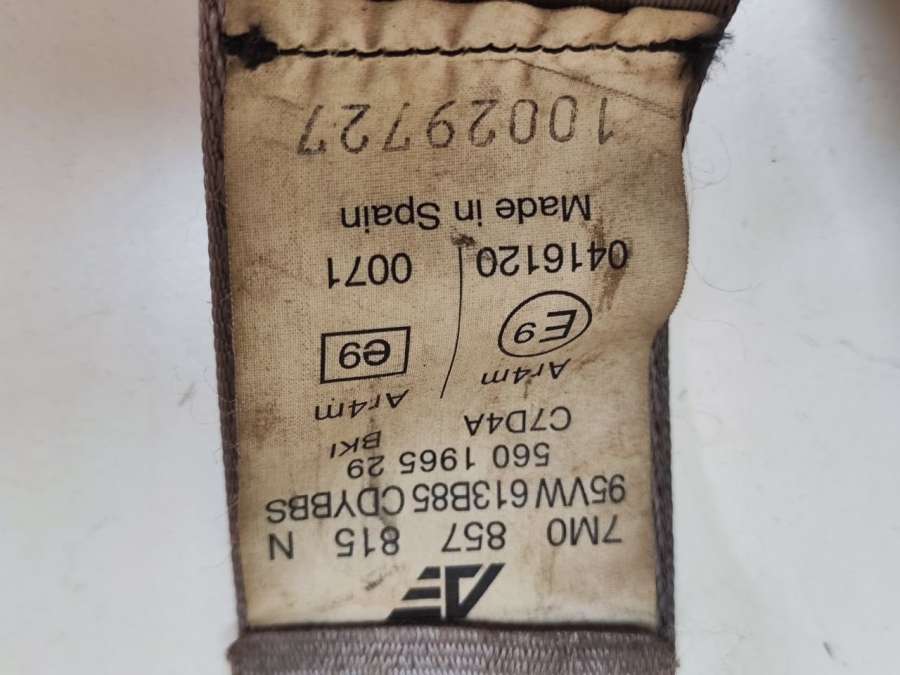 7M0 857 815 N
95VW 613B85 CDYBBS
560 1965 29
C7D4A BKI
Ar4m Ar4m
E9 e9
0416120 0071
Made in Spain
10029727